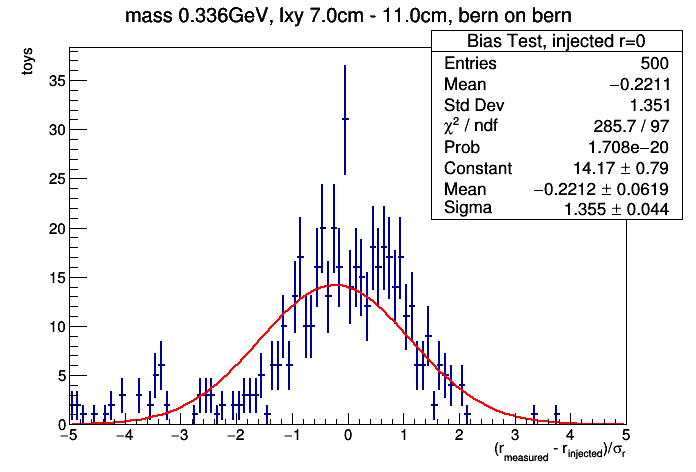 mass 0.336GeV, lxy 7.0cm - 11.0cm, bern on bern
Bias Test, injected r=0
Entries 500
Mean −0.2211
Std Dev 1.351
χ² / ndf 285.7 / 97
Prob 1.708e−20
Constant 14.17 ± 0.79
Mean −0.2212 ± 0.0619
Sigma 1.355 ± 0.044
toys
35
30
25
20
15
10
5
0
−5 −4 −3 −2 −1 0 1 2 3 4 5
(r_measured - r_injected)/σ_r